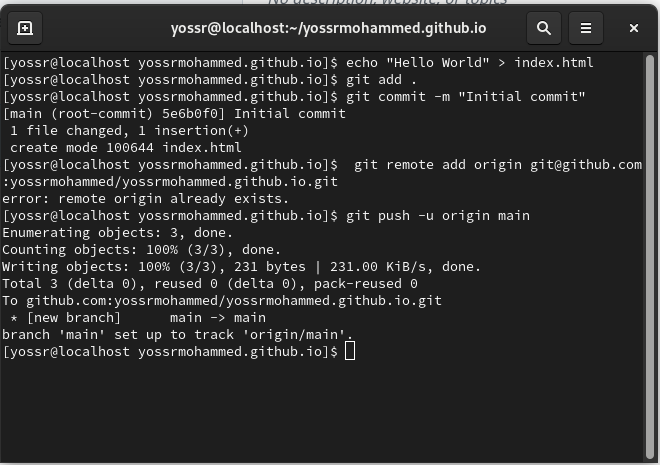 No description, website, or topics
yossr@localhost:~/yossrmohammed.github.io
[yossr@localhost yossrmohammed.github.io]$ echo "Hello World" > index.html
[yossr@localhost yossrmohammed.github.io]$ git add .
[yossr@localhost yossrmohammed.github.io]$ git commit -m "Initial commit"
[main (root-commit) 5e6b0f0] Initial commit
 1 file changed, 1 insertion(+)
 create mode 100644 index.html
[yossr@localhost yossrmohammed.github.io]$  git remote add origin git@github.com
:yossrmohammed/yossrmohammed.github.io.git
error: remote origin already exists.
[yossr@localhost yossrmohammed.github.io]$ git push -u origin main
Enumerating objects: 3, done.
Counting objects: 100% (3/3), done.
Writing objects: 100% (3/3), 231 bytes | 231.00 KiB/s, done.
Total 3 (delta 0), reused 0 (delta 0), pack-reused 0
To github.com:yossrmohammed/yossrmohammed.github.io.git
 * [new branch]      main -> main
branch 'main' set up to track 'origin/main'.
[yossr@localhost yossrmohammed.github.io]$